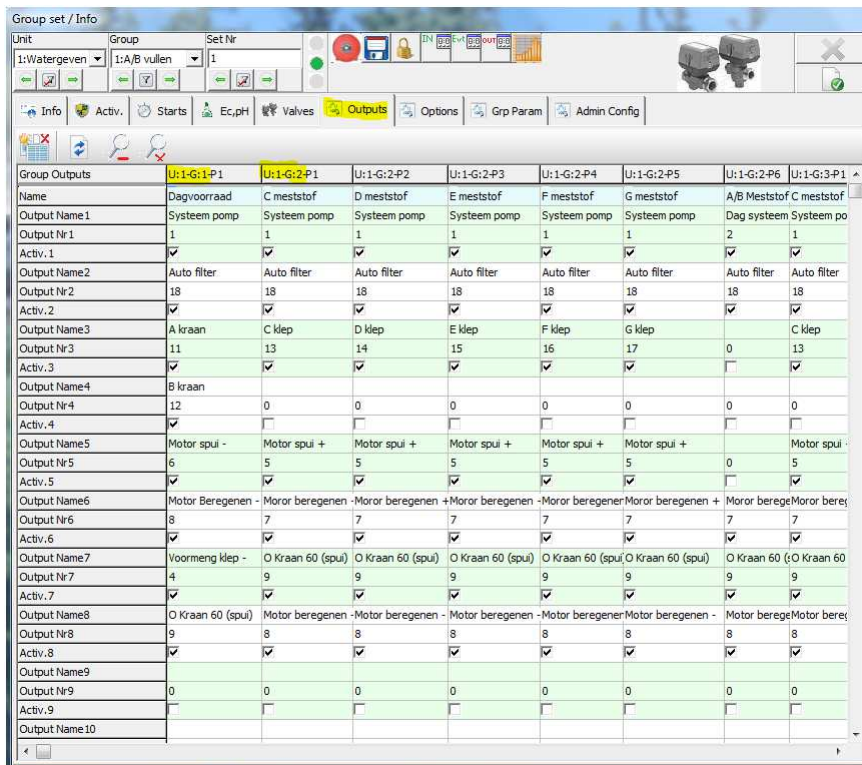 Group set / Info
Unit Group Set Nr
1:Watergeven 1:A/B vullen 1
IN Evt OUT
Info Activ. Starts Ec,pH Valves Outputs Options Grp Param Admin Config
Group Outputs U:1-G:1-P1 U:1-G:2-P1 U:1-G:2-P2 U:1-G:2-P3 U:1-G:2-P4 U:1-G:2-P5 U:1-G:2-P6 U:1-G:3-P1
Name Dagvoorraad C meststof D meststof E meststof F meststof G meststof A/B Meststof C meststof
Output Name1 Systeem pomp Systeem pomp Systeem pomp Systeem pomp Systeem pomp Systeem pomp Dag systeem Systeem po
Output Nr1 1 1 1 1 1 1 2 1
Activ.1
Output Name2 Auto filter Auto filter Auto filter Auto filter Auto filter Auto filter Auto filter Auto filter
Output Nr2 18 18 18 18 18 18 18 18
Activ.2
Output Name3 A kraan C klep D klep E klep F klep G klep C klep
Output Nr3 11 13 14 15 16 17 0 13
Activ.3
Output Name4 B kraan
Output Nr4 12 0 0 0 0 0 0 0
Activ.4
Output Name5 Motor spui - Motor spui + Motor spui + Motor spui + Motor spui + Motor spui + Motor spui
Output Nr5 6 5 5 5 5 5 0 5
Activ.5
Output Name6 Motor Beregenen - Moror beregenen - Moror beregenen + Moror beregenen - Moror beregener Moror beregenen + Moror berege Moror bereg
Output Nr6 8 7 7 7 7 7 7 7
Activ.6
Output Name7 Voormeng klep - O Kraan 60 (spui) O Kraan 60 (spui) O Kraan 60 (spui) O Kraan 60 (spui O Kraan 60 (spui) O Kraan 60 (s O Kraan 60
Output Nr7 4 9 9 9 9 9 9 9
Activ.7
Output Name8 O Kraan 60 (spui) Motor beregenen - Motor beregenen - Motor beregenen - Motor beregener Motor beregenen - Motor berege Motor bereg
Output Nr8 9 8 8 8 8 8 8 8
Activ.8
Output Name9
Output Nr9 0 0 0 0 0 0 0 0
Activ.9
Output Name10